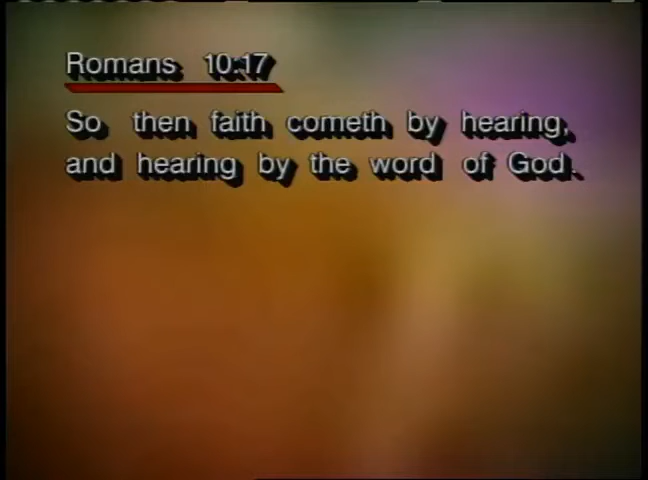 Romans 10:17
So then faith cometh by hearing,
and hearing by the word of God.